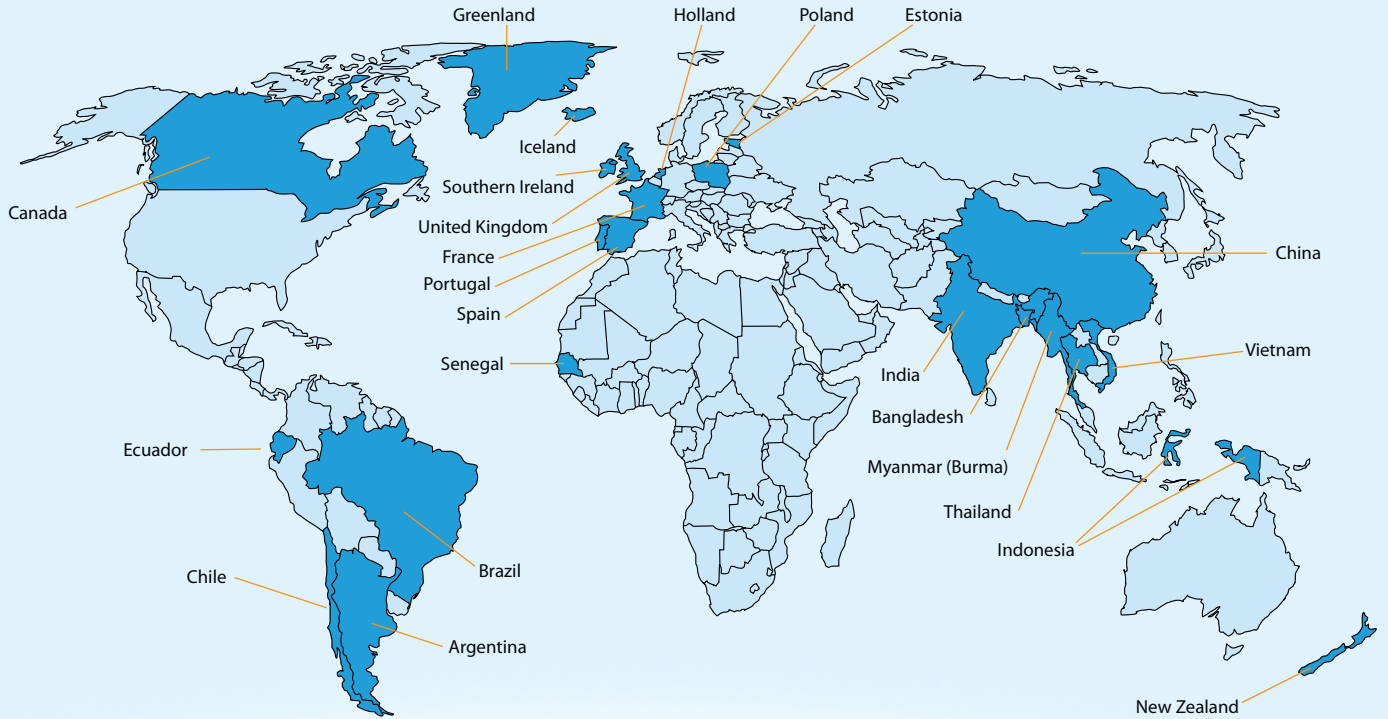 Greenland
Holland
Poland
Estonia
Iceland
Southern Ireland
Canada
United Kingdom
France
China
Portugal
Spain
Senegal
Vietnam
India
Bangladesh
Ecuador
Myanmar (Burma)
Thailand
Indonesia
Brazil
Chile
Argentina
New Zealand